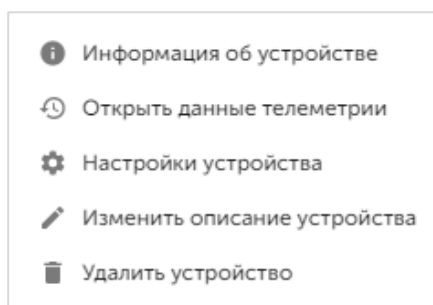 Информация об устройстве
Открыть данные телеметрии
Настройки устройства
Изменить описание устройства
Удалить устройство